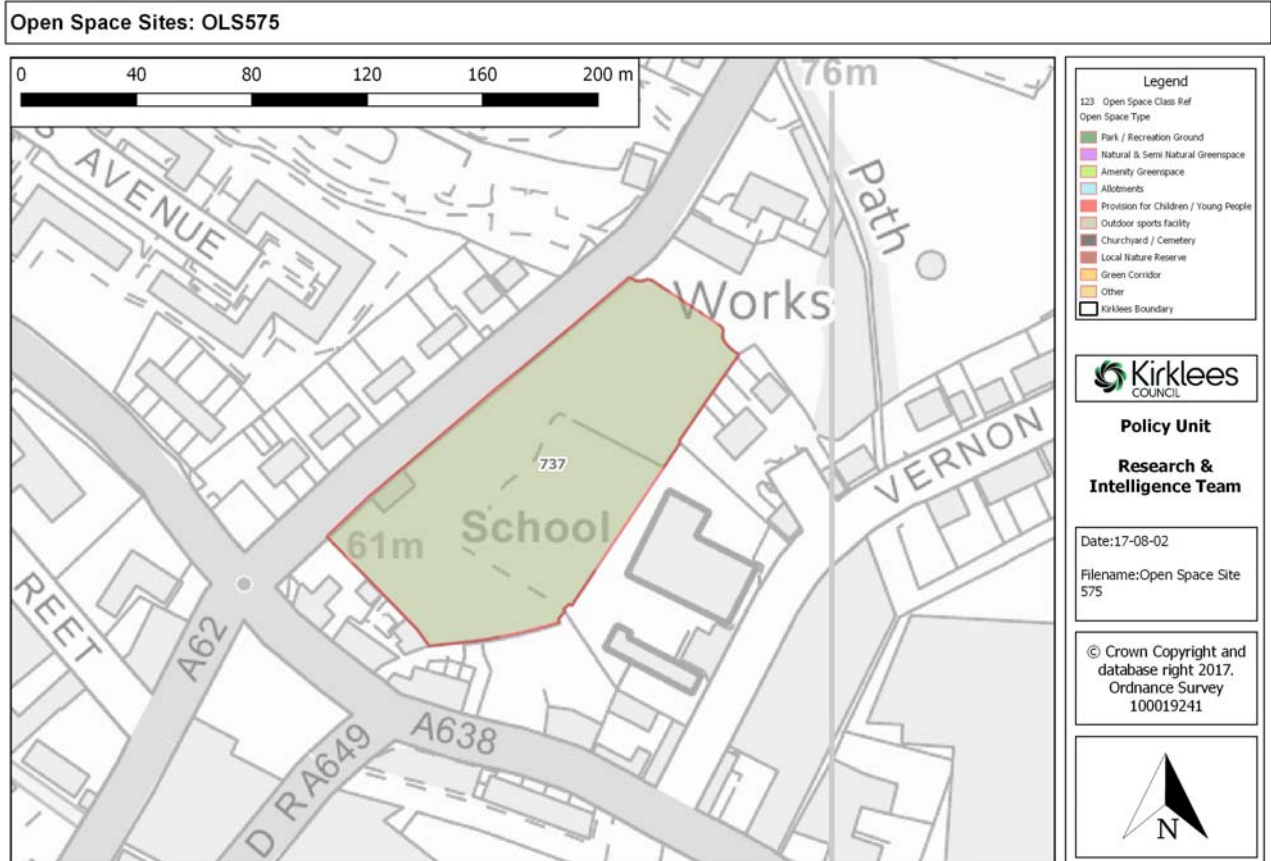 Open Space Sites: OLS575
0 40 80 120 160 200 m
76m
AVENUE
Path
Works
737
VERNON
School
61m
REET
A62
A638
D R A649
Legend
123 Open Space Class Ref
Open Space Type
Park / Recreation Ground
Natural & Semi Natural Greenspace
Amenity Greenspace
Allotments
Provision for Children / Young People
Outdoor sports facility
Churchyard / Cemetery
Local Nature Reserve
Green Corridor
Other
Kirklees Boundary
Kirklees
COUNCIL
Policy Unit
Research &
Intelligence Team
Date:17-08-02
Filename:Open Space Site
575
© Crown Copyright and
database right 2017.
Ordnance Survey
100019241
N